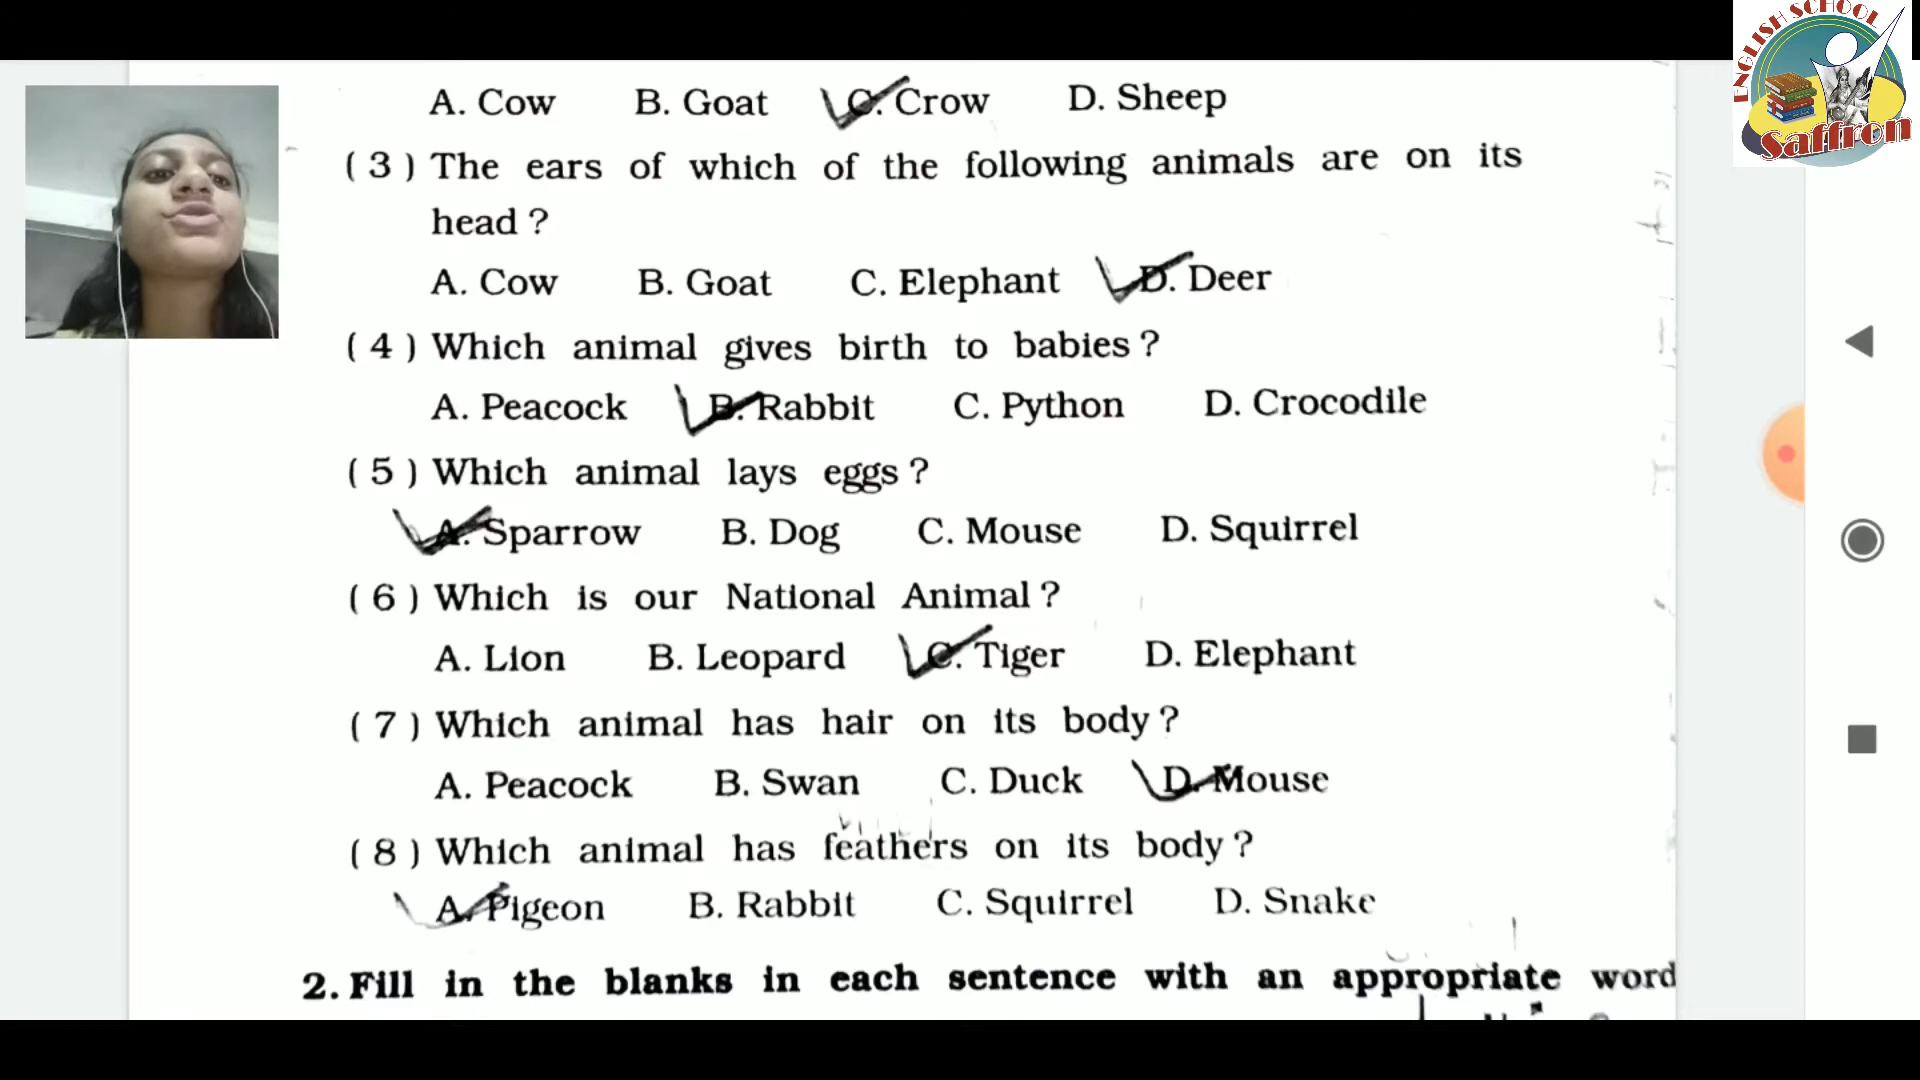 ENGLISH SCHOOL
Saffron
A. Cow B. Goat C. Crow D. Sheep
( 3 ) The ears of which of the following animals are on its
head ?
A. Cow B. Goat C. Elephant D. Deer
( 4 ) Which animal gives birth to babies ?
A. Peacock B. Rabbit C. Python D. Crocodile
( 5 ) Which animal lays eggs ?
A. Sparrow B. Dog C. Mouse D. Squirrel
( 6 ) Which is our National Animal ?
A. Lion B. Leopard C. Tiger D. Elephant
( 7 ) Which animal has hair on its body ?
A. Peacock B. Swan C. Duck D. Mouse
( 8 ) Which animal has feathers on its body ?
A. Pigeon B. Rabbit C. Squirrel D. Snake
2. Fill in the blanks in each sentence with an appropriate word